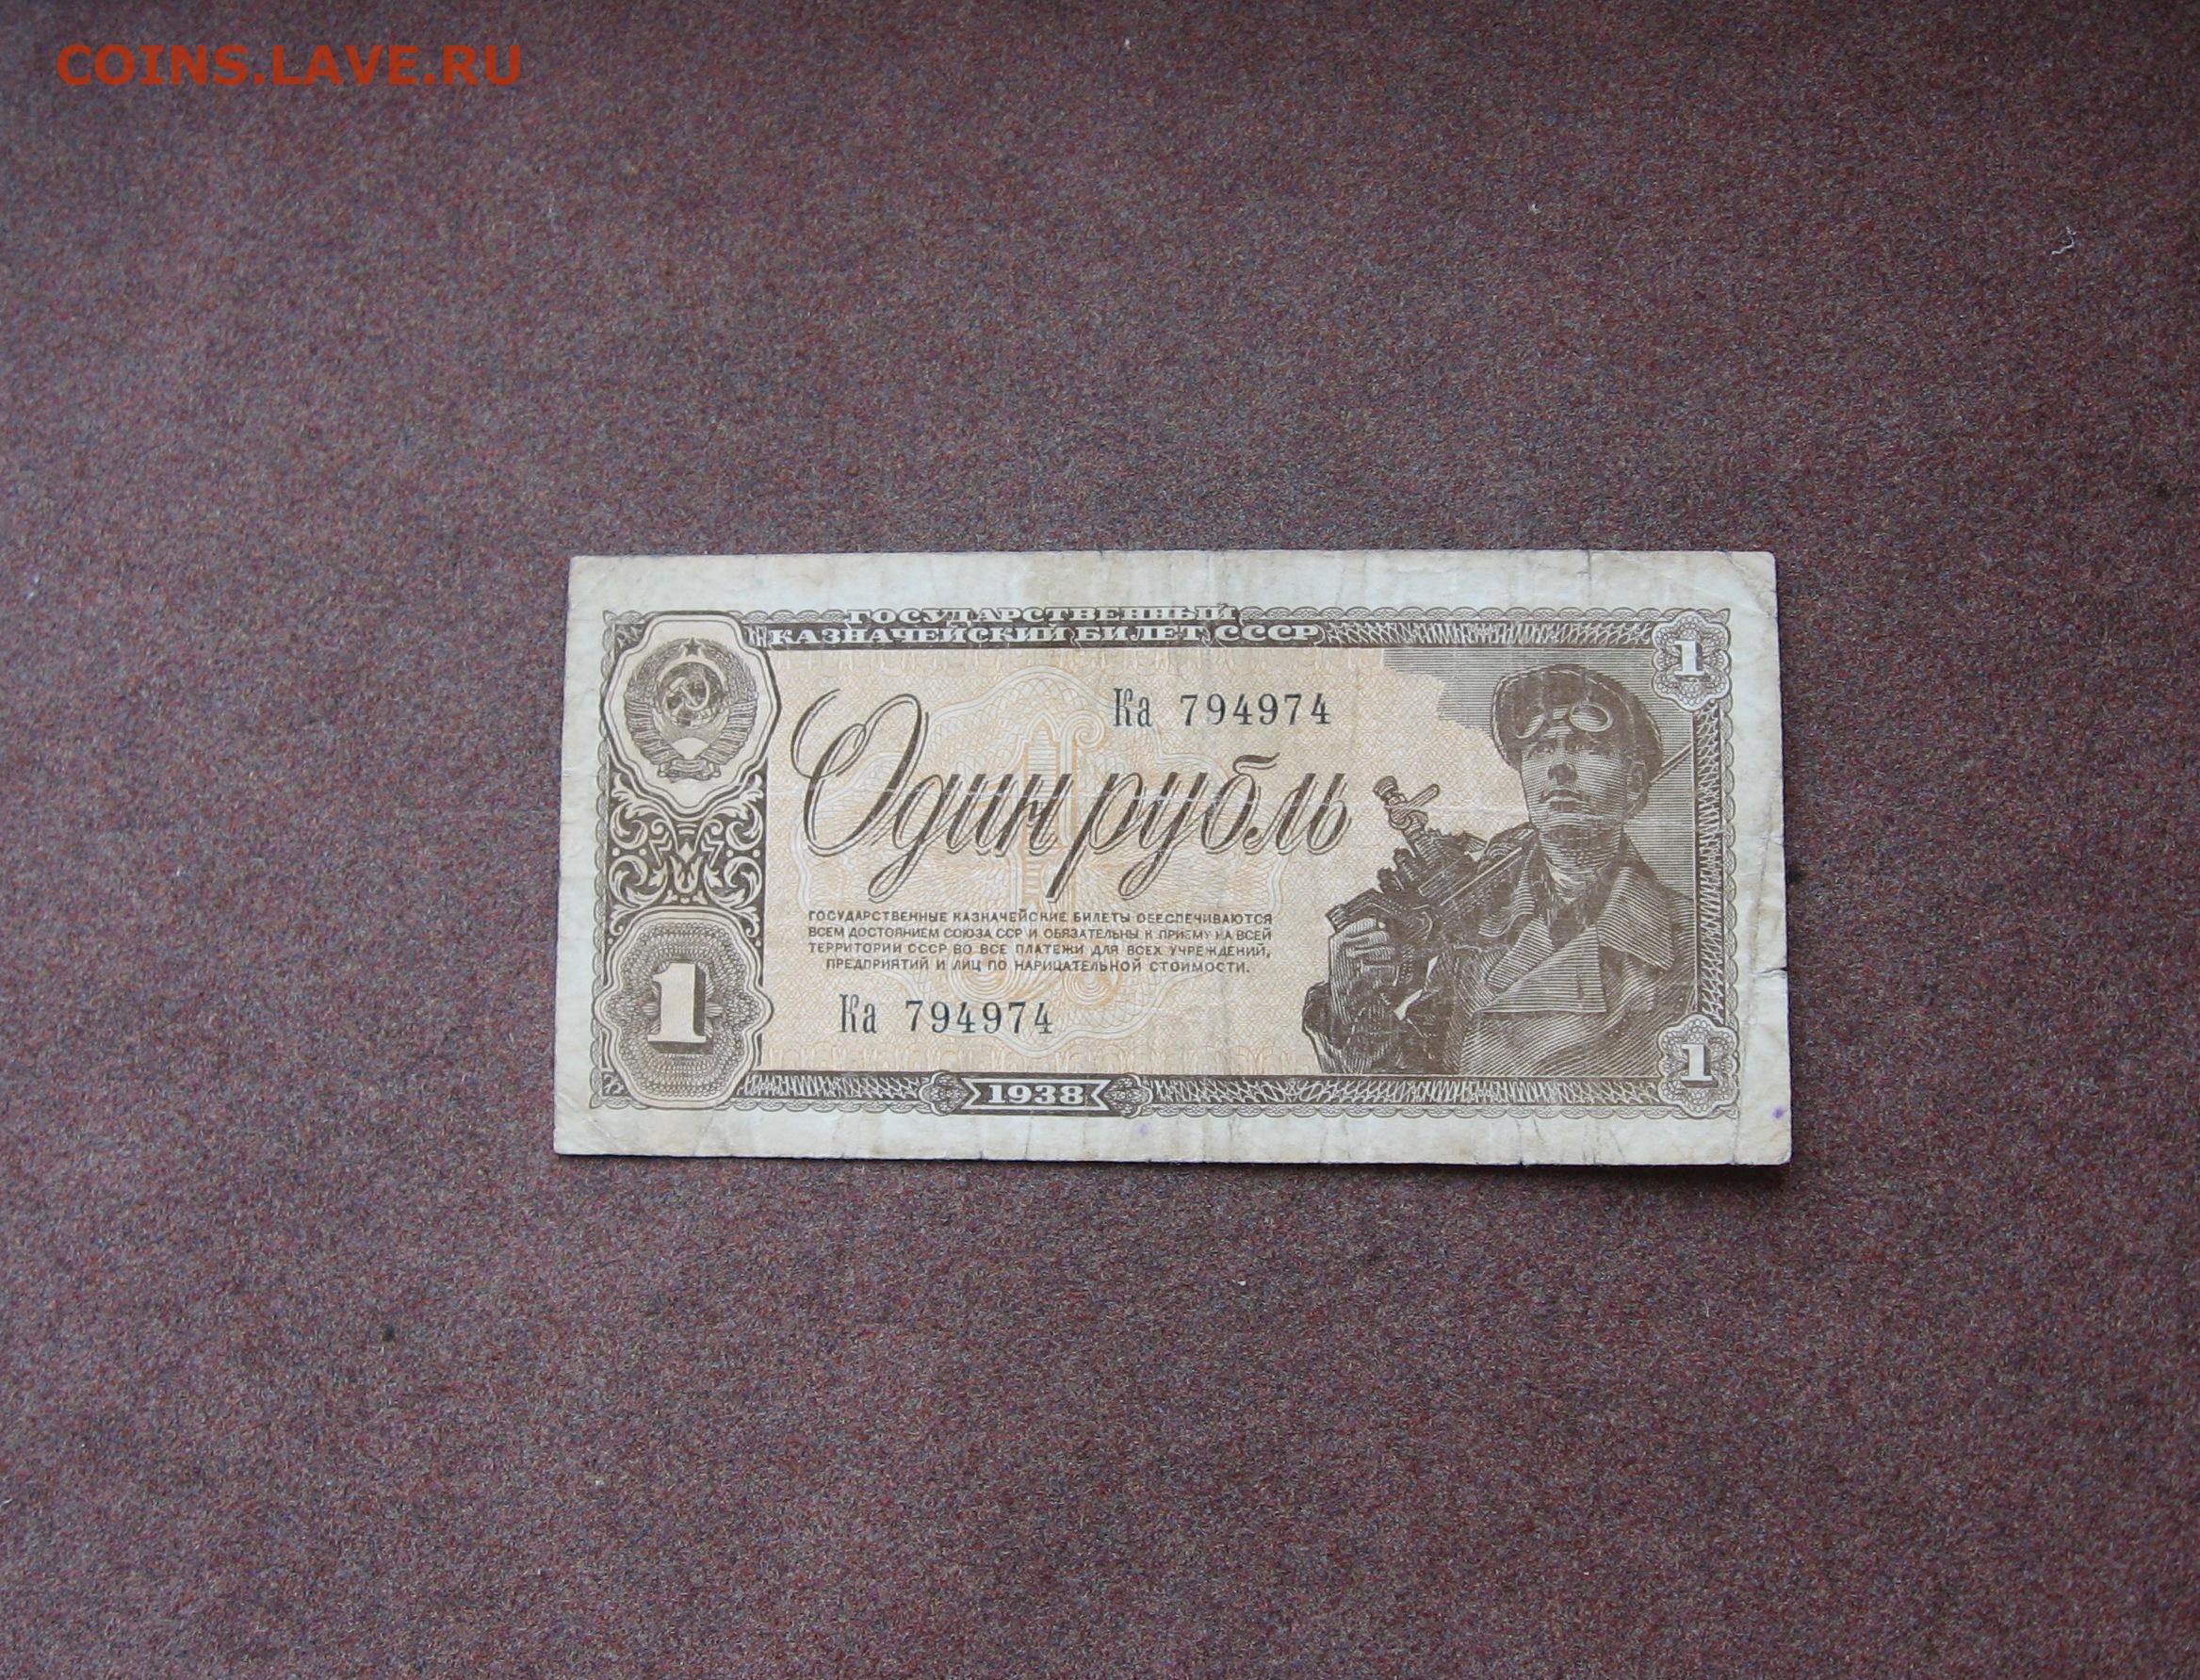 COINS.LAVE.RU
ГОСУДАРСТВЕННЫЙ
КАЗНАЧЕЙСКИЙ БИЛЕТ СССР
1
Ка 794974
Один рубль
ГОСУДАРСТВЕННЫЕ КАЗНАЧЕЙСКИЕ БИЛЕТЫ ОБЕСПЕЧИВАЮТСЯ
ВСЕМ ДОСТОЯНИЕМ СОЮЗА ССР И ОБЯЗАТЕЛЬНЫ К ПРИЕМУ НА ВСЕЙ
ТЕРРИТОРИИ СССР ВО ВСЕ ПЛАТЕЖИ ДЛЯ ВСЕХ УЧРЕЖДЕНИЙ,
ПРЕДПРИЯТИЙ И ЛИЦ ПО НАРИЦАТЕЛЬНОЙ СТОИМОСТИ.
1
Ка 794974
1
1938